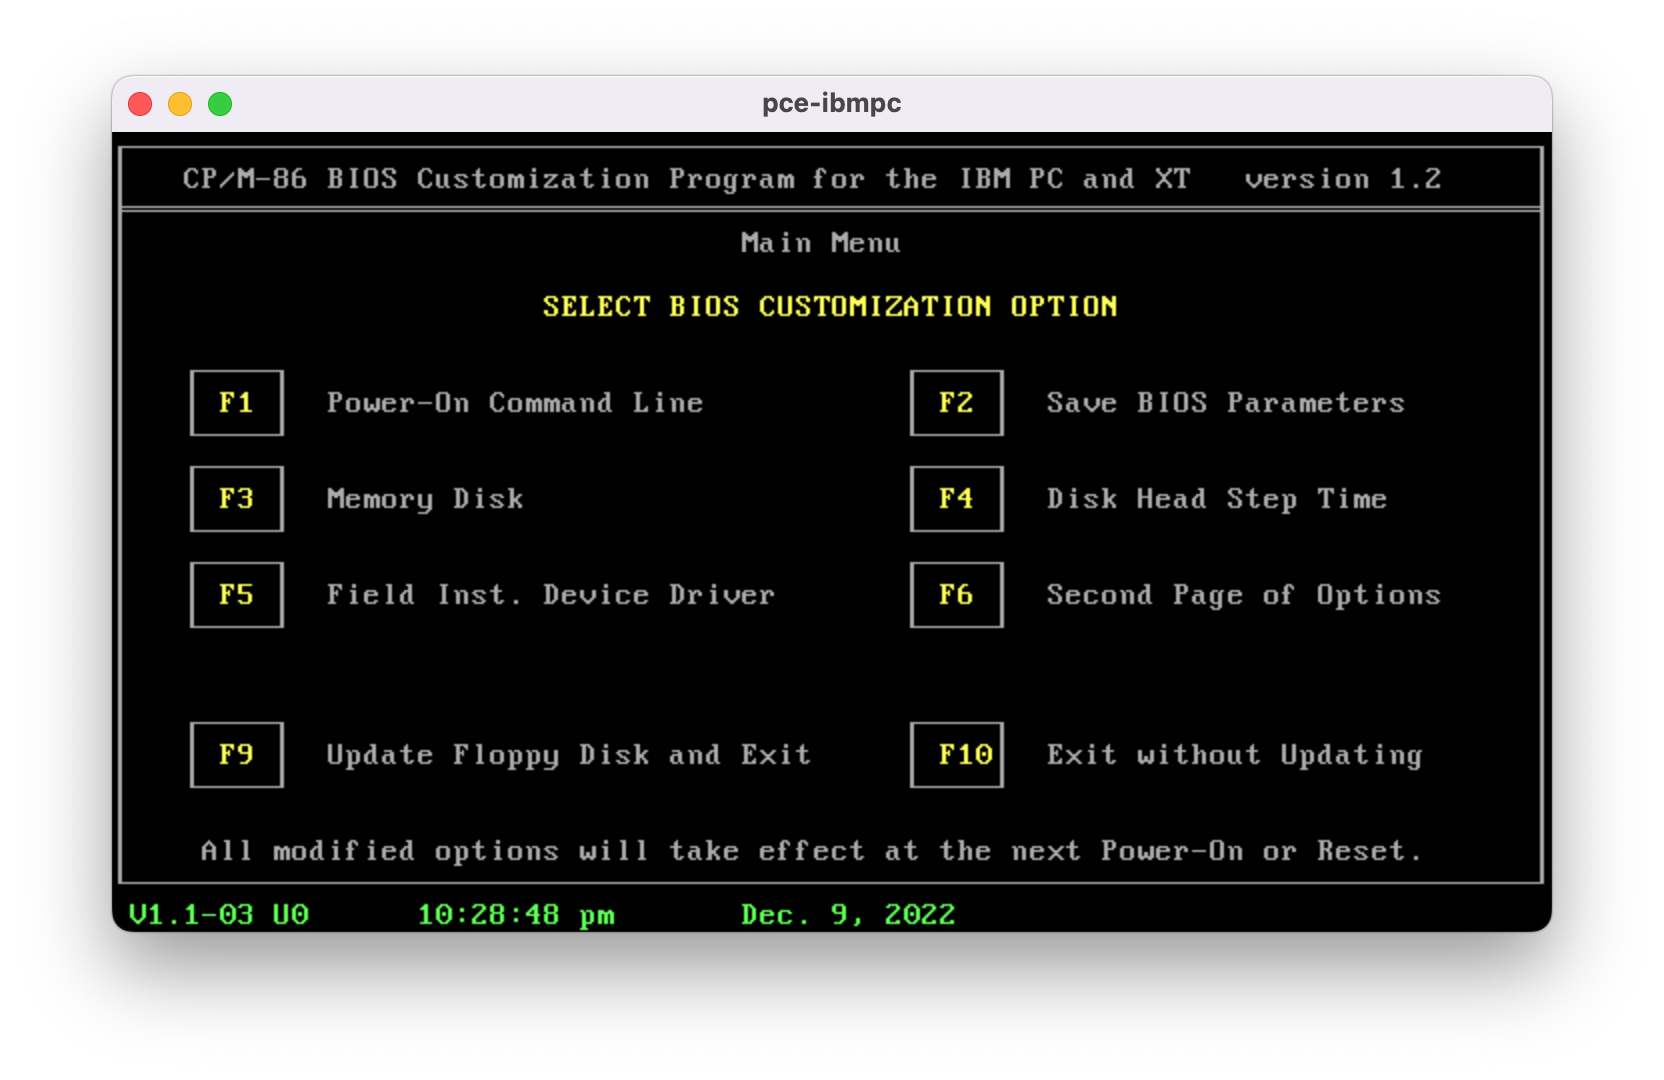 pce-ibmpc
CP/M-86 BIOS Customization Program for the IBM PC and XT version 1.2
Main Menu
SELECT BIOS CUSTOMIZATION OPTION
F1 Power-On Command Line F2 Save BIOS Parameters
F3 Memory Disk F4 Disk Head Step Time
F5 Field Inst. Device Driver F6 Second Page of Options
F9 Update Floppy Disk and Exit F10 Exit without Updating
All modified options will take effect at the next Power-On or Reset.
V1.1-03 U0 10:28:48 pm Dec. 9, 2022